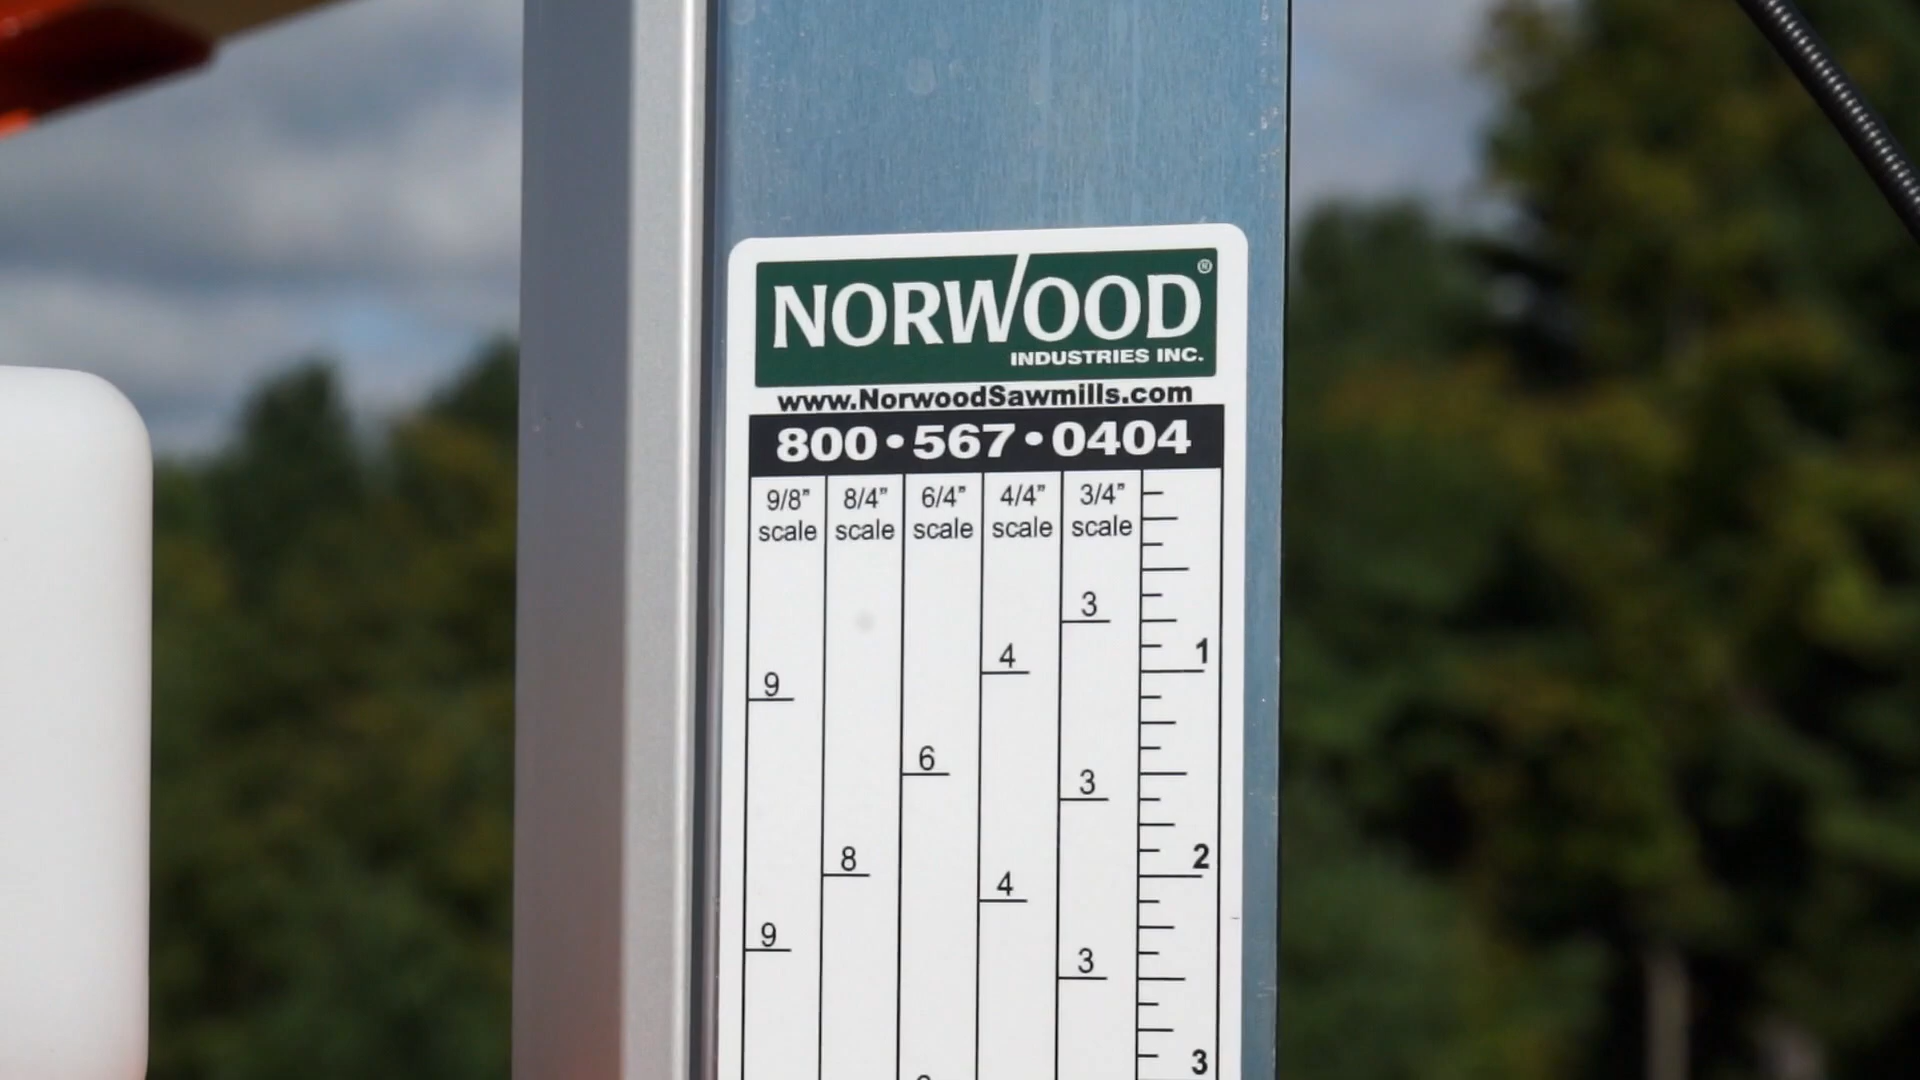 NORWOOD®
INDUSTRIES INC.
www.NorwoodSawmills.com
800•567•0404
9/8" scale
8/4" scale
6/4" scale
4/4" scale
3/4" scale
3
1
4
9
6
3
2
8
4
9
3
3